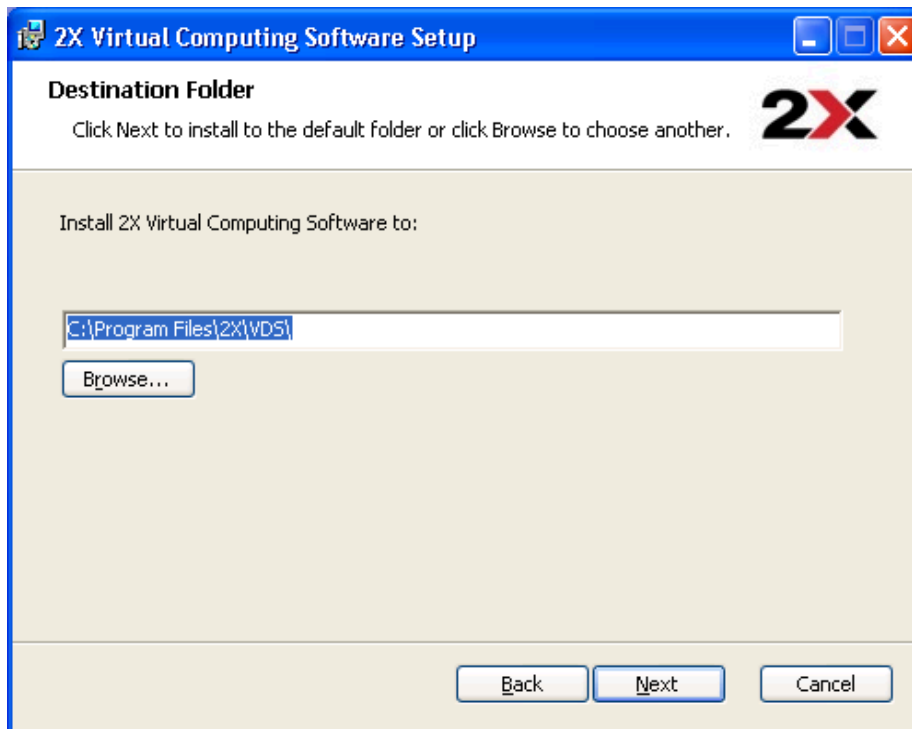 2X Virtual Computing Software Setup
Destination Folder
Click Next to install to the default folder or click Browse to choose another.
2X
Install 2X Virtual Computing Software to:
C:\Program Files\2X\VDS\
Browse...
Back
Next
Cancel